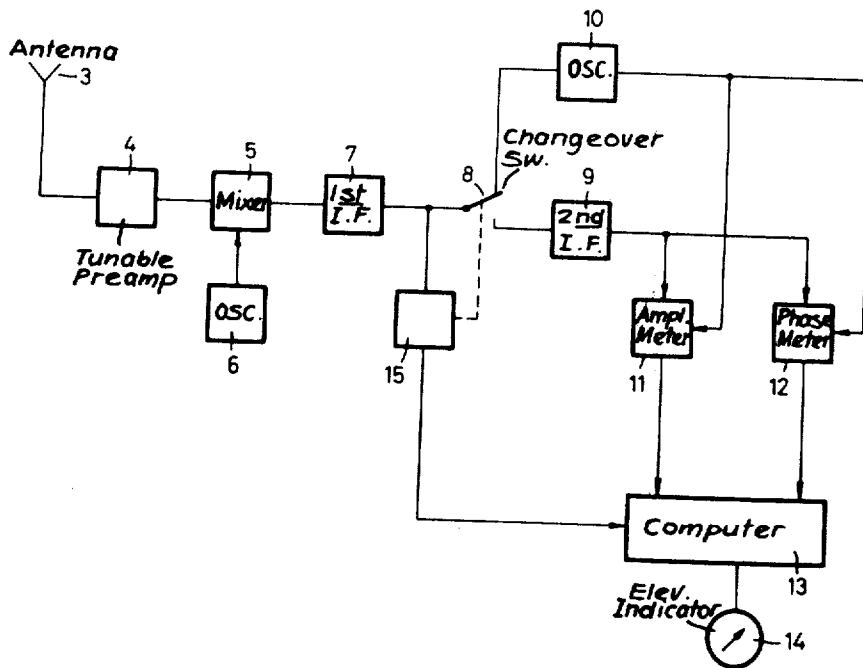 10
Antenna
3
OSC.
Changeover
Sw.
4
5
7
8
9
Mixer
1st
I.F.
2nd
I.F.
Tunable
Preamp
OSC.
6
15
Ampl.
Meter
11
Phase
Meter
12
Computer
13
Elev.
Indicator
14